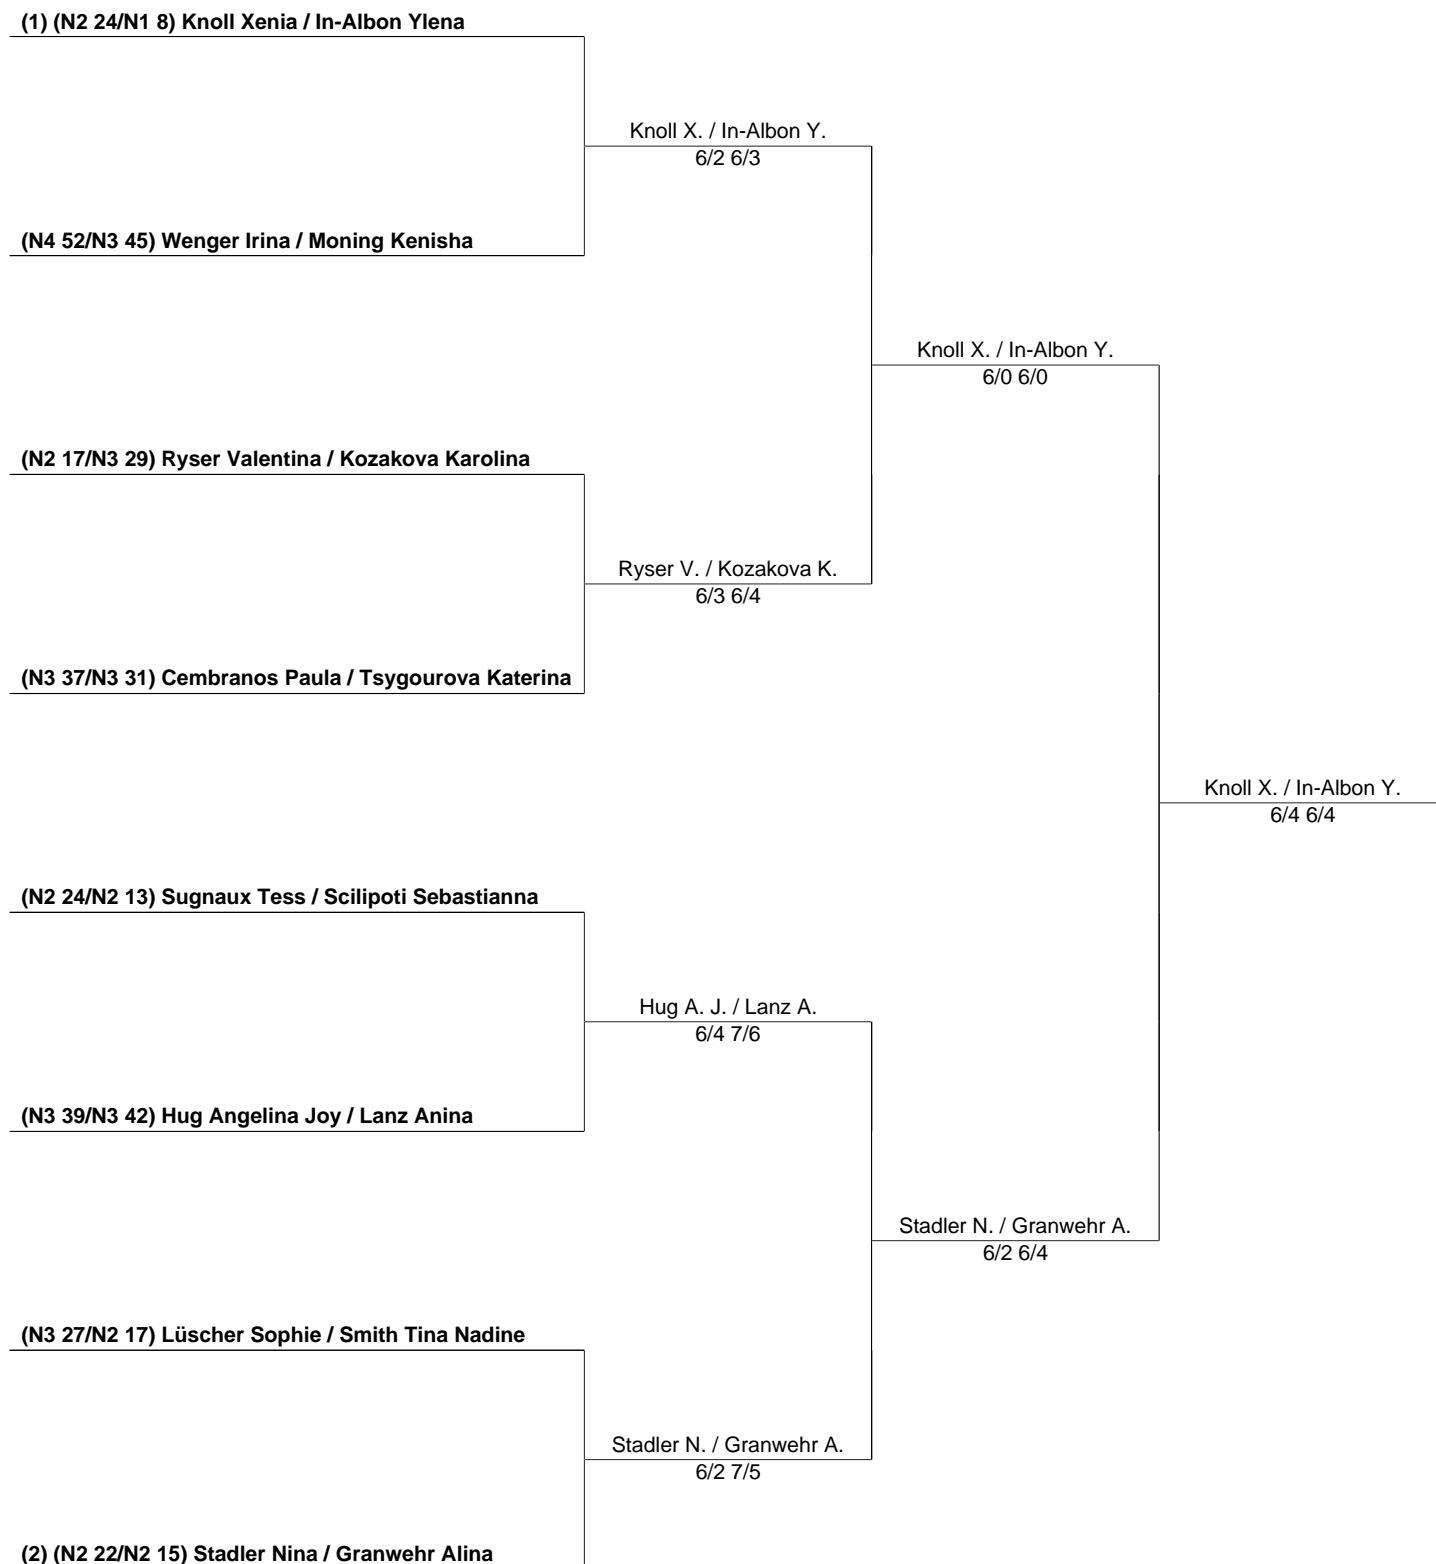 (1) (N2 24/N1 8) Knoll Xenia / In-Albon Ylena
Knoll X. / In-Albon Y.
6/2 6/3
(N4 52/N3 45) Wenger Irina / Moning Kenisha
Knoll X. / In-Albon Y.
6/0 6/0
(N2 17/N3 29) Ryser Valentina / Kozakova Karolina
Ryser V. / Kozakova K.
6/3 6/4
(N3 37/N3 31) Cembranos Paula / Tsygourova Katerina
Knoll X. / In-Albon Y.
6/4 6/4
(N2 24/N2 13) Sugnaux Tess / Scilipoti Sebastianna
Hug A. J. / Lanz A.
6/4 7/6
(N3 39/N3 42) Hug Angelina Joy / Lanz Anina
Stadler N. / Granwehr A.
6/2 6/4
(N3 27/N2 17) Lüscher Sophie / Smith Tina Nadine
Stadler N. / Granwehr A.
6/2 7/5
(2) (N2 22/N2 15) Stadler Nina / Granwehr Alina